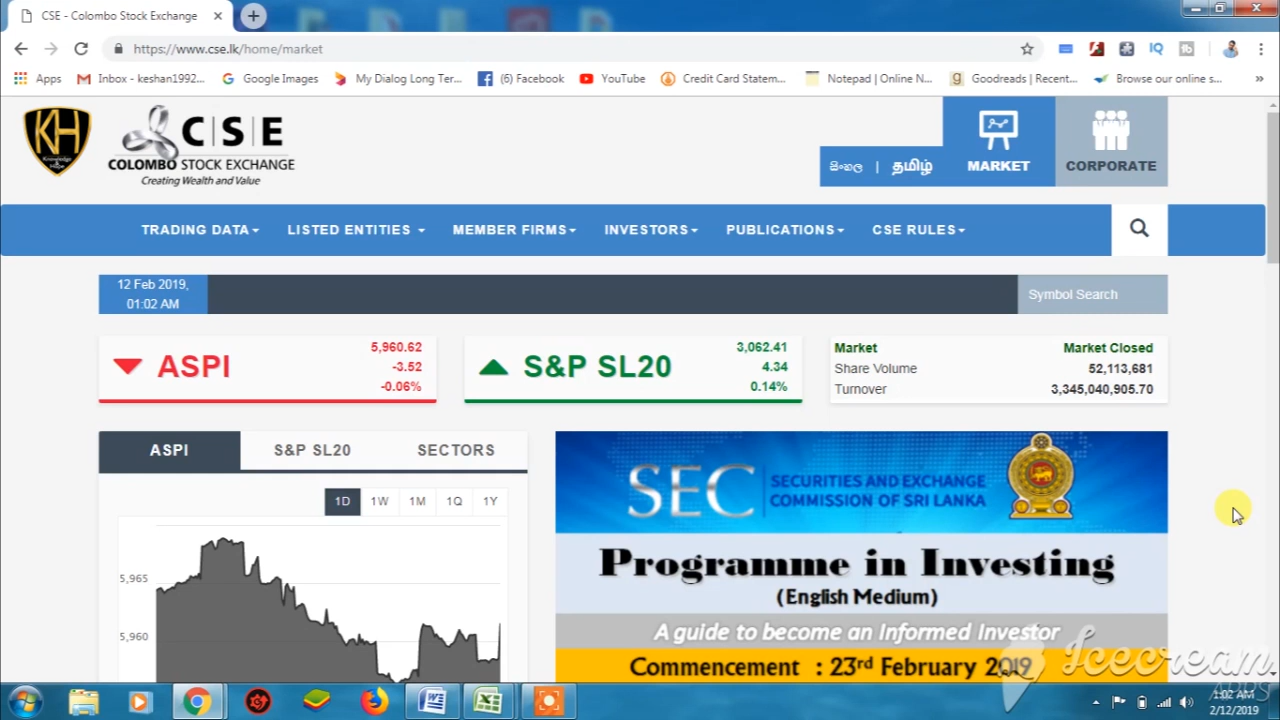 CSE - Colombo Stock Exchange
https://www.cse.lk/home/market
Apps
Inbox - keshan1992...
Google Images
My Dialog Long Ter...
(6) Facebook
YouTube
Credit Card Statem...
Notepad | Online N...
Goodreads | Recent...
Browse our online s...
KH
Knowledge & Hope
C|S|E
COLOMBO STOCK EXCHANGE
Creating Wealth and Value
සිංහල | தமிழ்
MARKET
CORPORATE
TRADING DATA
LISTED ENTITIES
MEMBER FIRMS
INVESTORS
PUBLICATIONS
CSE RULES
12 Feb 2019,
01:02 AM
Symbol Search
ASPI
5,960.62
-3.52
-0.06%
S&P SL20
3,062.41
4.34
0.14%
Market Market Closed
Share Volume 52,113,681
Turnover 3,345,040,905.70
ASPI S&P SL20 SECTORS
1D 1W 1M 1Q 1Y
5,965
5,960
SEC
SECURITIES AND EXCHANGE
COMMISSION OF SRI LANKA
Programme in Investing
(English Medium)
A guide to become an Informed Investor
Commencement : 23rd February 2019
Icecream
APPS
1:02 AM
2/12/2019